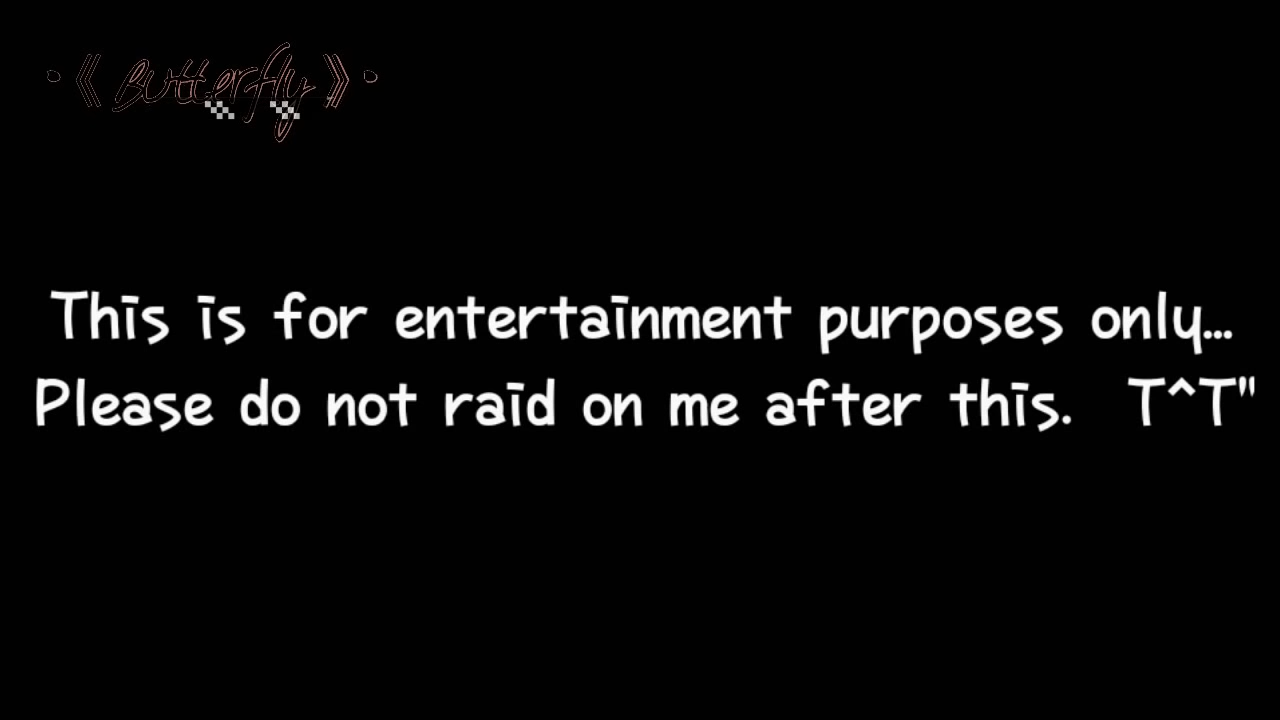 •《 Butterfly 》•
This is for entertainment purposes only...
Please do not raid on me after this. T^T"